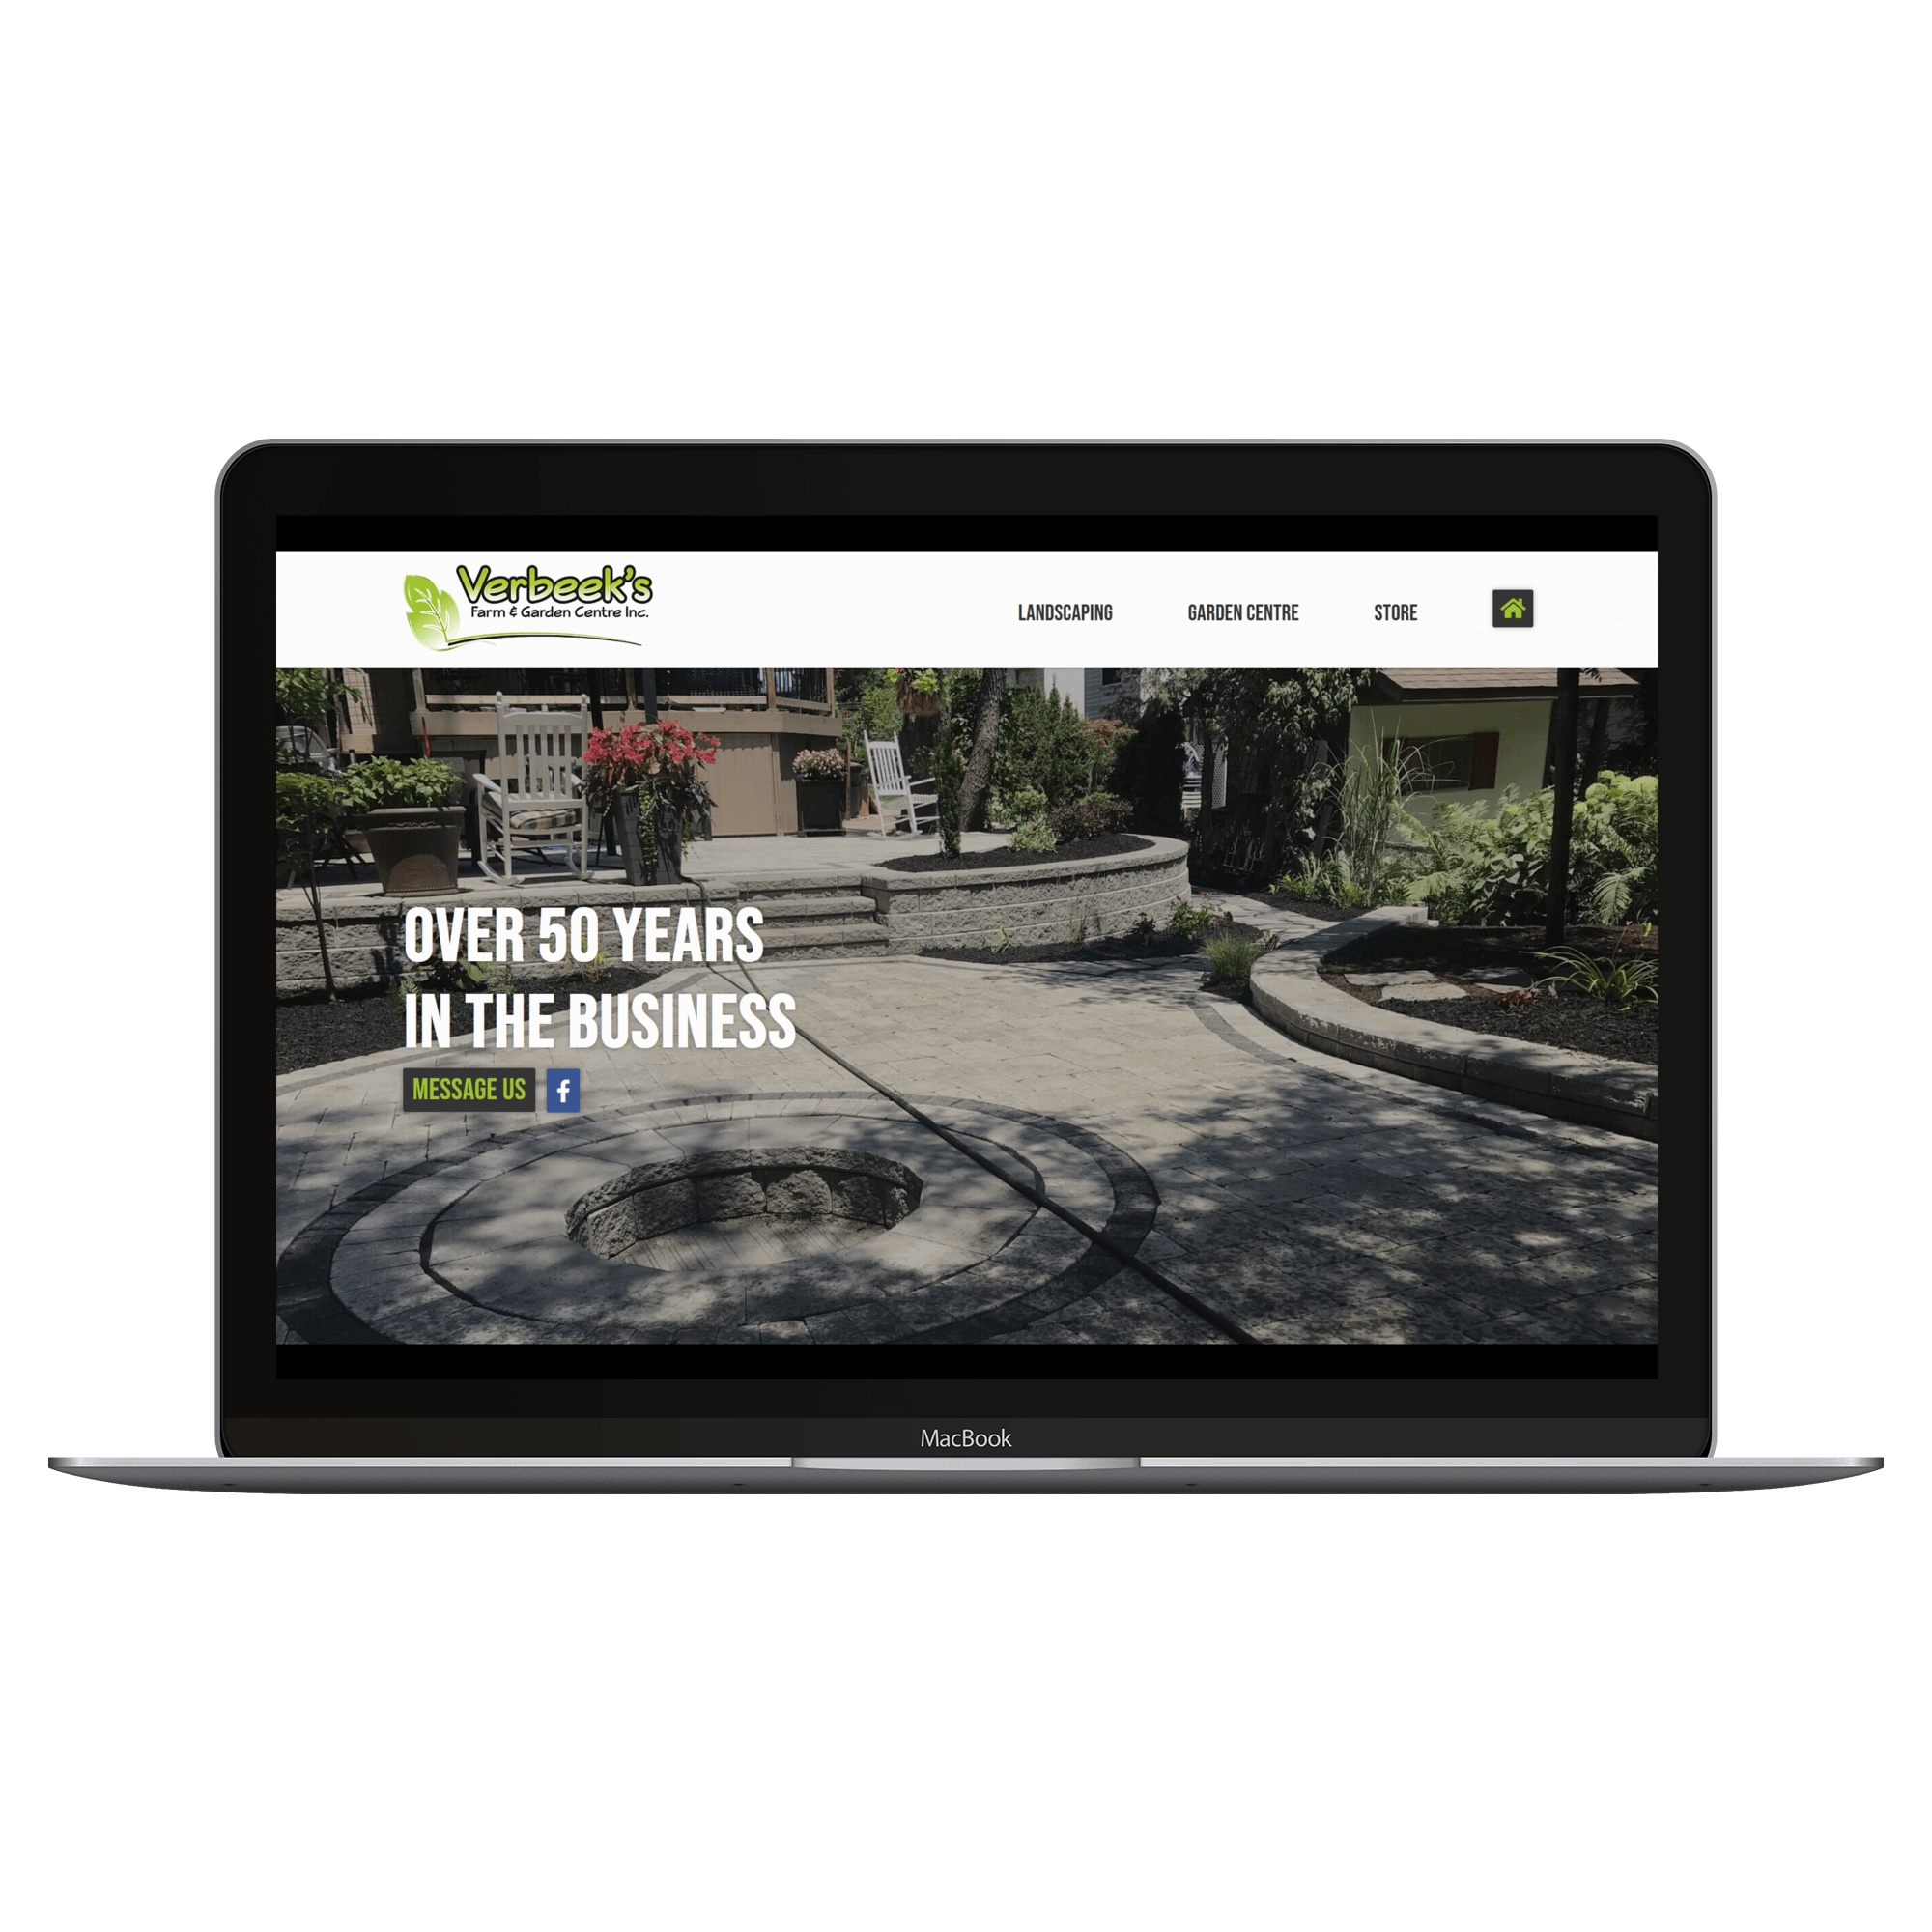 Verbeek's
Farm & Garden Centre Inc.
LANDSCAPING
GARDEN CENTRE
STORE
OVER 50 YEARS
IN THE BUSINESS
MESSAGE US
f
MacBook